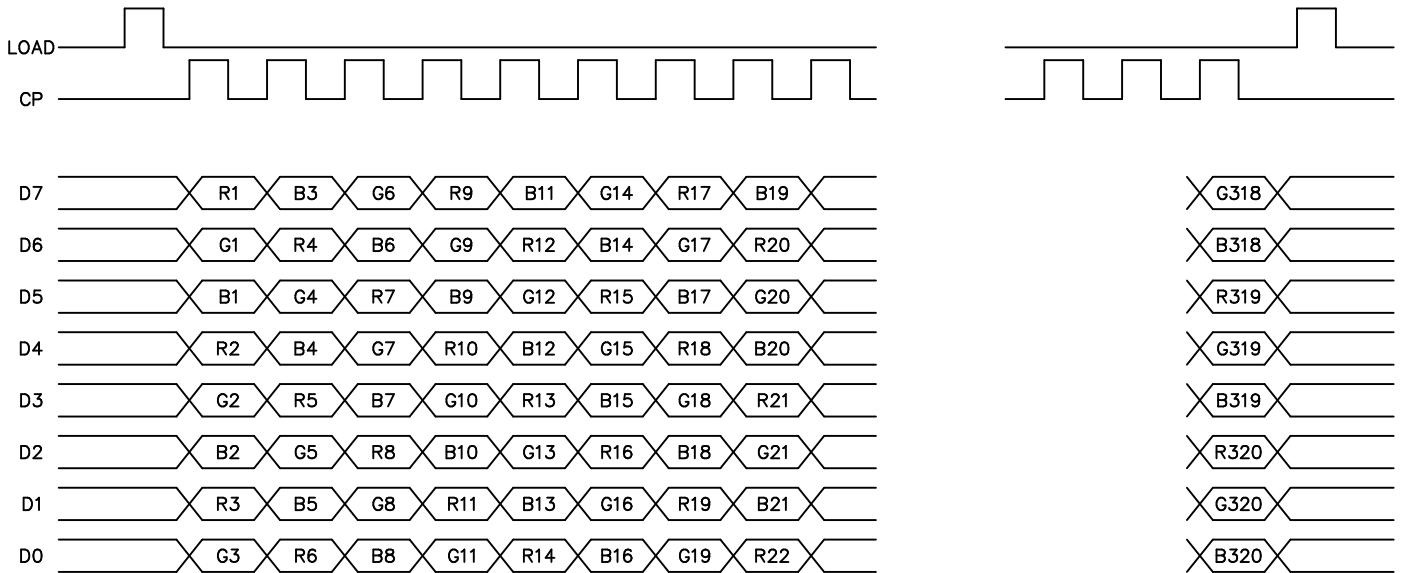 LOAD
CP
D7 R1 B3 G6 R9 B11 G14 R17 B19 G318
D6 G1 R4 B6 G9 R12 B14 G17 R20 B318
D5 B1 G4 R7 B9 G12 R15 B17 G20 R319
D4 R2 B4 G7 R10 B12 G15 R18 B20 G319
D3 G2 R5 B7 G10 R13 B15 G18 R21 B319
D2 B2 G5 R8 B10 G13 R16 B18 G21 R320
D1 R3 B5 G8 R11 B13 G16 R19 B21 G320
D0 G3 R6 B8 G11 R14 B16 G19 R22 B320